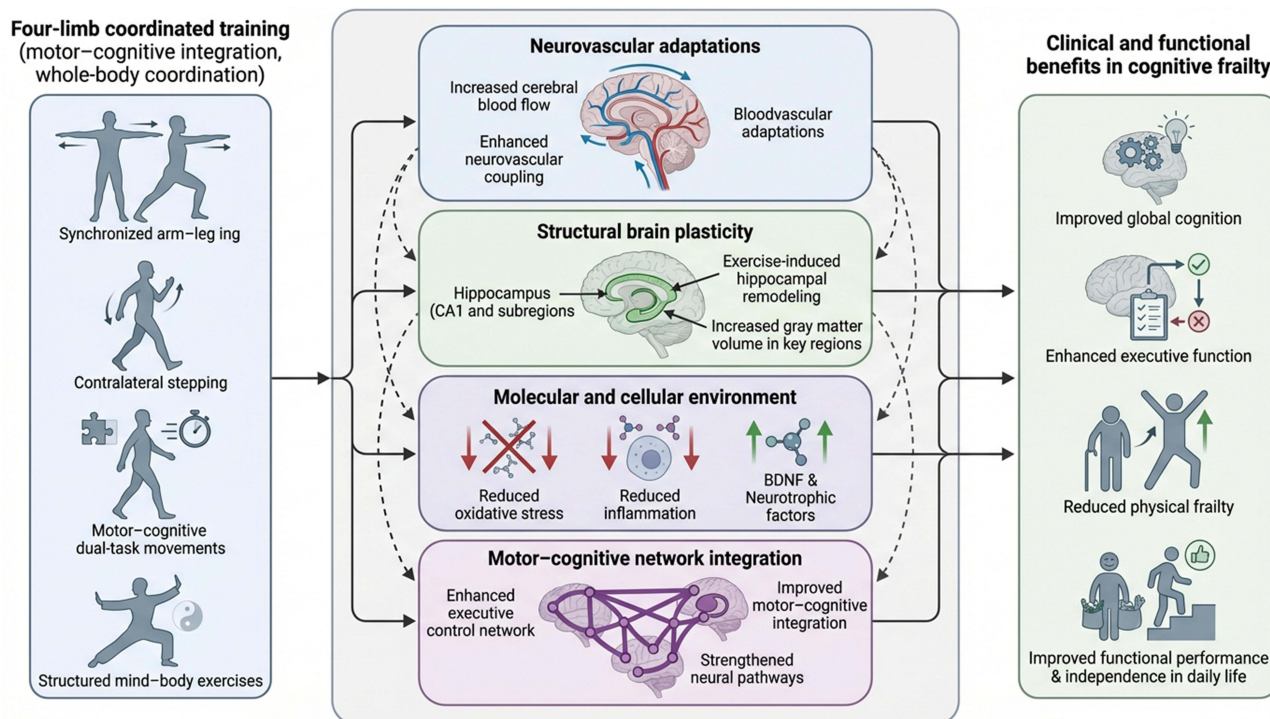 Four-limb coordinated training
(motor–cognitive integration,
whole-body coordination)
Synchronized arm–leg ing
Contralateral stepping
Motor–cognitive
dual-task movements
Structured mind–body exercises
Neurovascular adaptations
Increased cerebral
blood flow
Enhanced
neurovascular
coupling
Bloodvascular
adaptations
Structural brain plasticity
Hippocampus
(CA1 and subregions
Exercise-induced
hippocampal
remodeling
Increased gray matter
volume in key regions
Molecular and cellular environment
Reduced
oxidative stress
Reduced
inflammation
BDNF &
Neurotrophic
factors
Motor–cognitive network integration
Enhanced
executive
control network
Improved
motor–cognitive
integration
Strengthened
neural pathways
Clinical and functional
benefits in cognitive frailty
Improved global cognition
Enhanced executive function
Reduced physical frailty
Improved functional performance
& independence in daily life